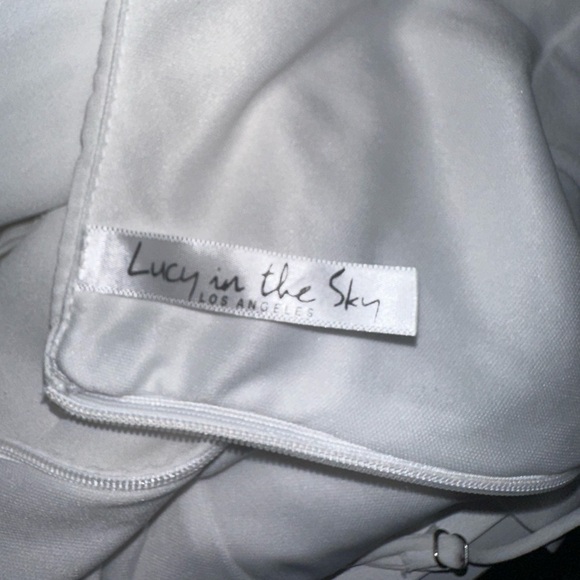 Lucy in the Sky
LOS ANGELES